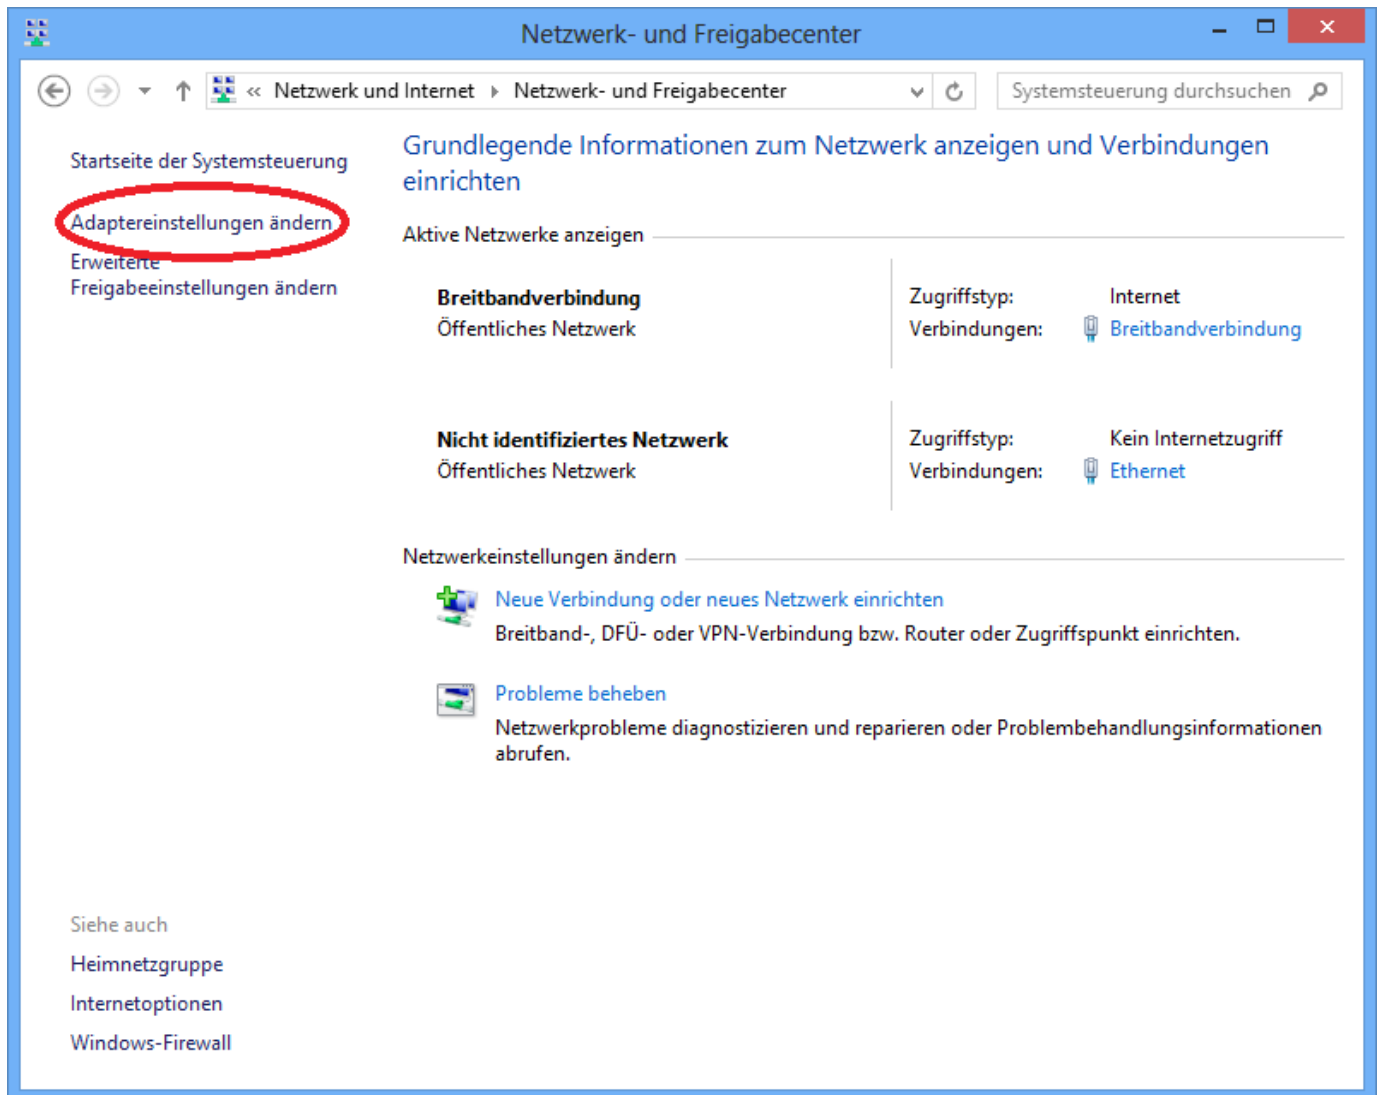 Netzwerk- und Freigabecenter
« Netzwerk und Internet ▸ Netzwerk- und Freigabecenter
Systemsteuerung durchsuchen
Startseite der Systemsteuerung
Adaptereinstellungen ändern
Erweiterte
Freigabeeinstellungen ändern
Grundlegende Informationen zum Netzwerk anzeigen und Verbindungen
einrichten
Aktive Netzwerke anzeigen
Breitbandverbindung
Öffentliches Netzwerk
Zugriffstyp: Internet
Verbindungen: Breitbandverbindung
Nicht identifiziertes Netzwerk
Öffentliches Netzwerk
Zugriffstyp: Kein Internetzugriff
Verbindungen: Ethernet
Netzwerkeinstellungen ändern
Neue Verbindung oder neues Netzwerk einrichten
Breitband-, DFÜ- oder VPN-Verbindung bzw. Router oder Zugriffspunkt einrichten.
Probleme beheben
Netzwerkprobleme diagnostizieren und reparieren oder Problembehandlungsinformationen
abrufen.
Siehe auch
Heimnetzgruppe
Internetoptionen
Windows-Firewall